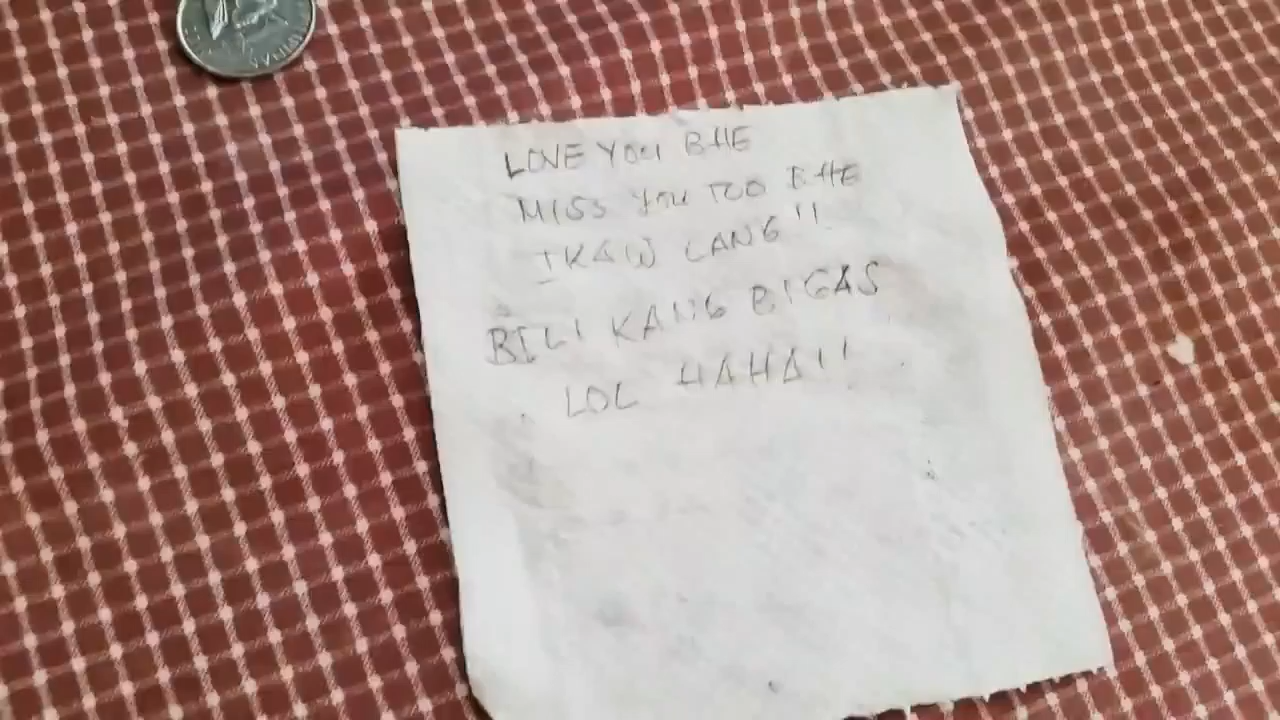 LOVE YOU BHE
MISS YOU TOO BHE
IKAW LANG!!
BILI KANG BIGAS
LOL HAHA!!